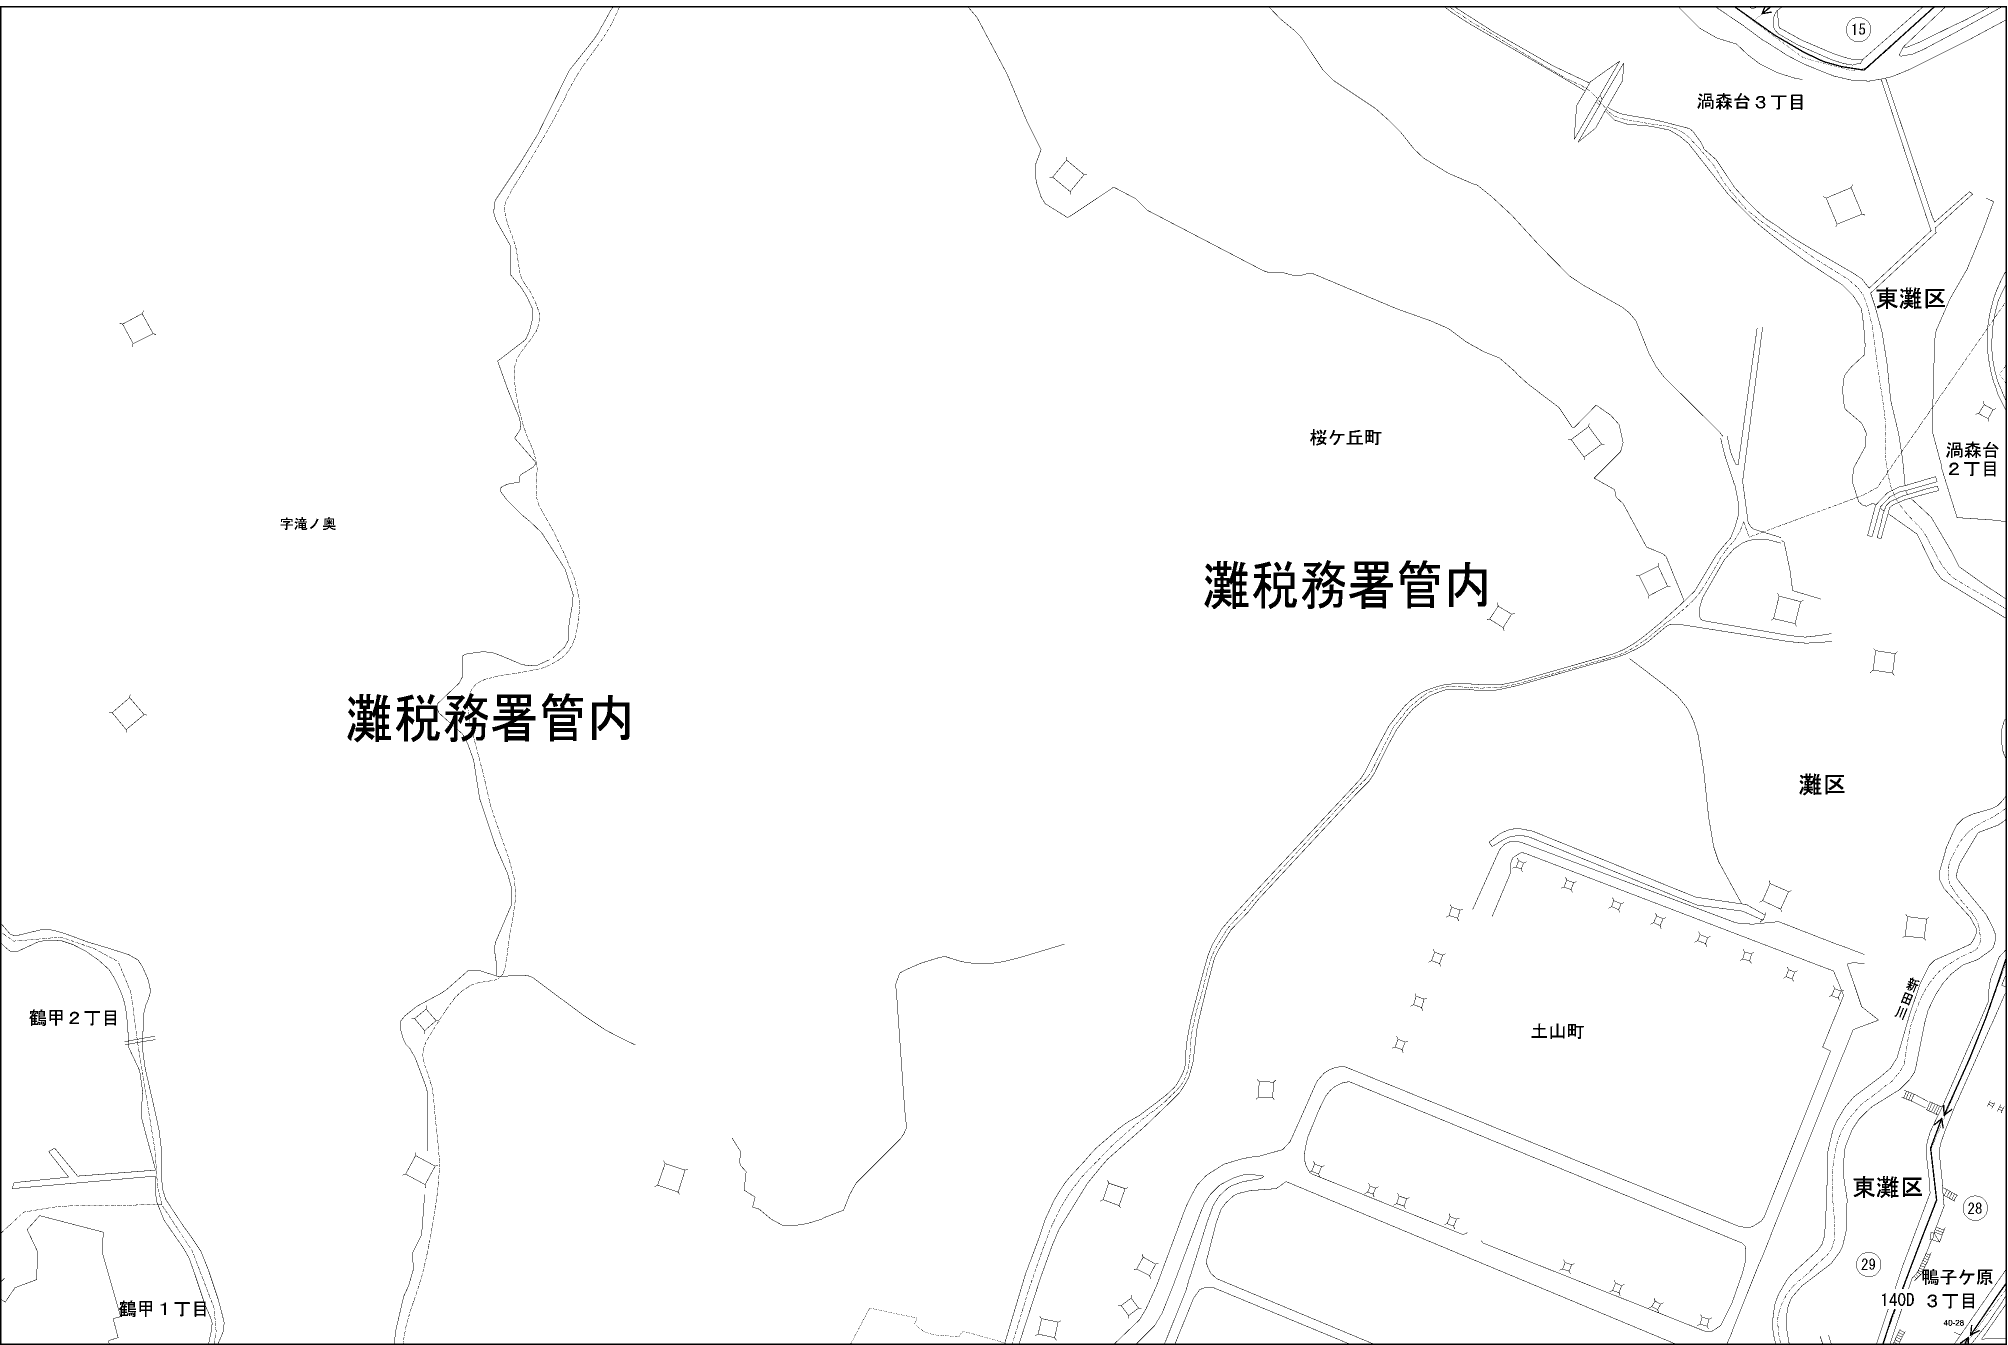 15
渦森台３丁目
東灘区
桜ケ丘町
渦森台
２丁目
字滝ノ奥
灘税務署管内
灘税務署管内
灘区
新田川
鶴甲２丁目
土山町
東灘区
28
29
鴨子ケ原
３丁目
140D
鶴甲１丁目
40-28